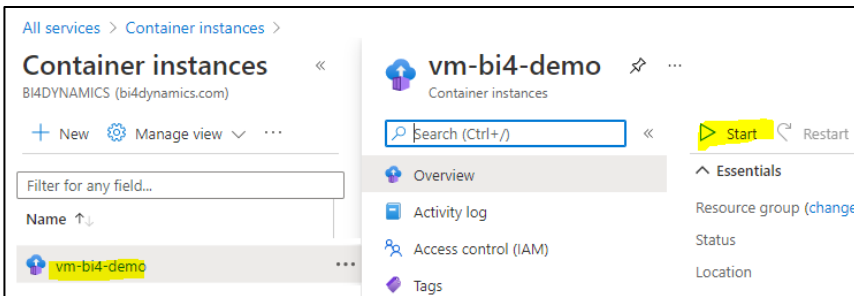 All services > Container instances >
Container instances «
BI4DYNAMICS (bi4dynamics.com)
+ New Manage view ...
Filter for any field...
Name ↑↓
vm-bi4-demo ...
vm-bi4-demo ...
Container instances
Search (Ctrl+/) «
Overview
Activity log
Access control (IAM)
Tags
Start Restart
Essentials
Resource group (change
Status
Location